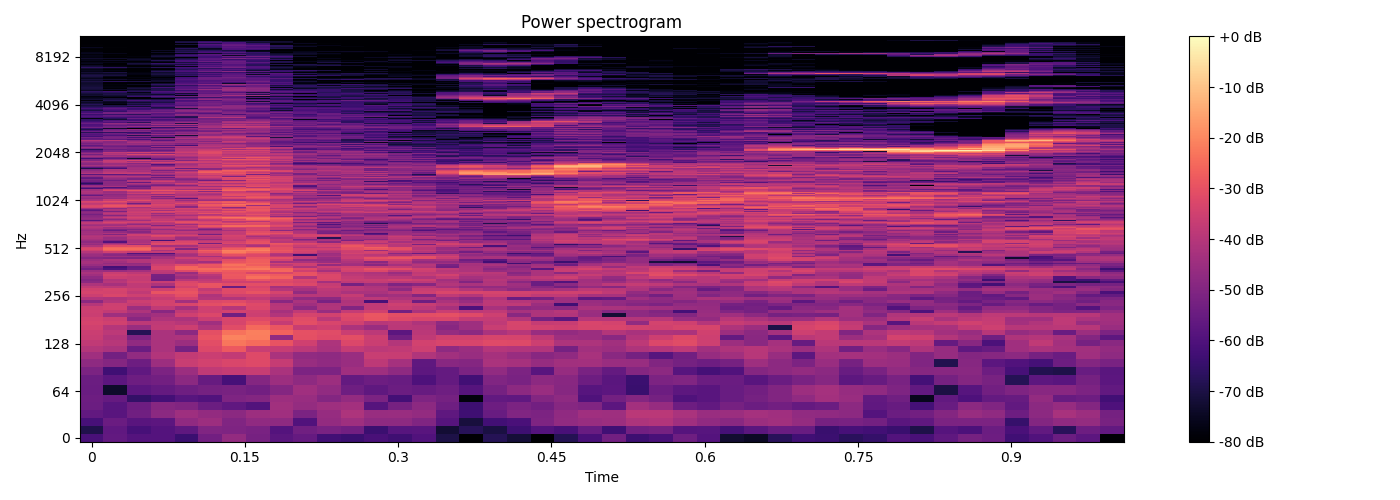 Power spectrogram
Hz
8192
4096
2048
1024
512
256
128
64
0
0 0.15 0.3 0.45 0.6 0.75 0.9
Time
+0 dB
-10 dB
-20 dB
-30 dB
-40 dB
-50 dB
-60 dB
-70 dB
-80 dB